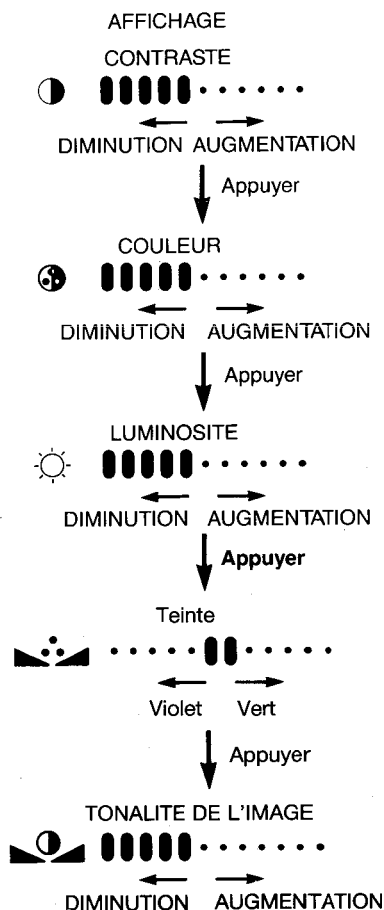 AFFICHAGE
CONTRASTE
DIMINUTION AUGMENTATION
Appuyer
COULEUR
DIMINUTION AUGMENTATION
Appuyer
LUMINOSITE
DIMINUTION AUGMENTATION
Appuyer
Teinte
Violet Vert
Appuyer
TONALITE DE L'IMAGE
DIMINUTION AUGMENTATION